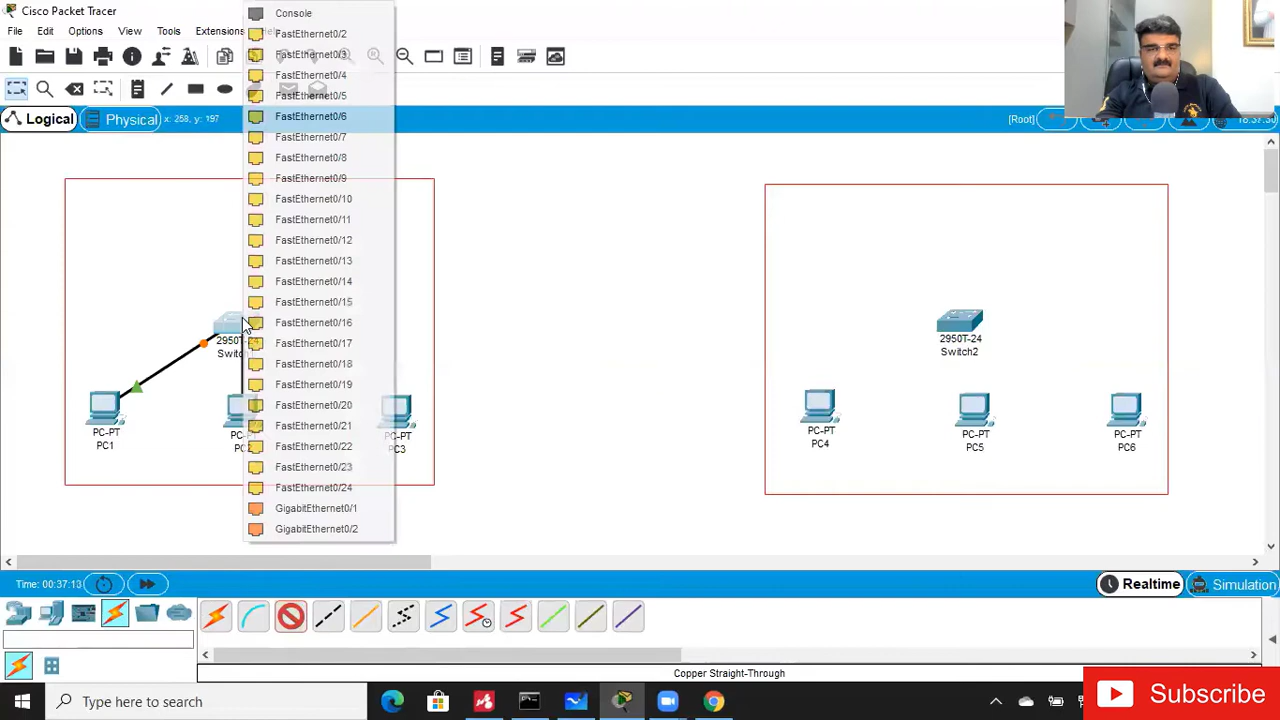 Cisco Packet Tracer
File Edit Options View Tools Extensions
Logical
Physical
x: 258, y: 197
[Root]
18:37:30
Console
FastEthernet0/2
FastEthernet0/3
FastEthernet0/4
FastEthernet0/5
FastEthernet0/6
FastEthernet0/7
FastEthernet0/8
FastEthernet0/9
FastEthernet0/10
FastEthernet0/11
FastEthernet0/12
FastEthernet0/13
FastEthernet0/14
FastEthernet0/15
FastEthernet0/16
FastEthernet0/17
FastEthernet0/18
FastEthernet0/19
FastEthernet0/20
FastEthernet0/21
FastEthernet0/22
FastEthernet0/23
FastEthernet0/24
GigabitEthernet0/1
GigabitEthernet0/2
2950T-24
PC-PT
PC1
PC-PT
PC3
2950T-24
Switch2
PC-PT
PC4
PC-PT
PC5
PC-PT
PC6
Time: 00:37:13
Realtime
Simulation
Copper Straight-Through
Type here to search
Subscribe